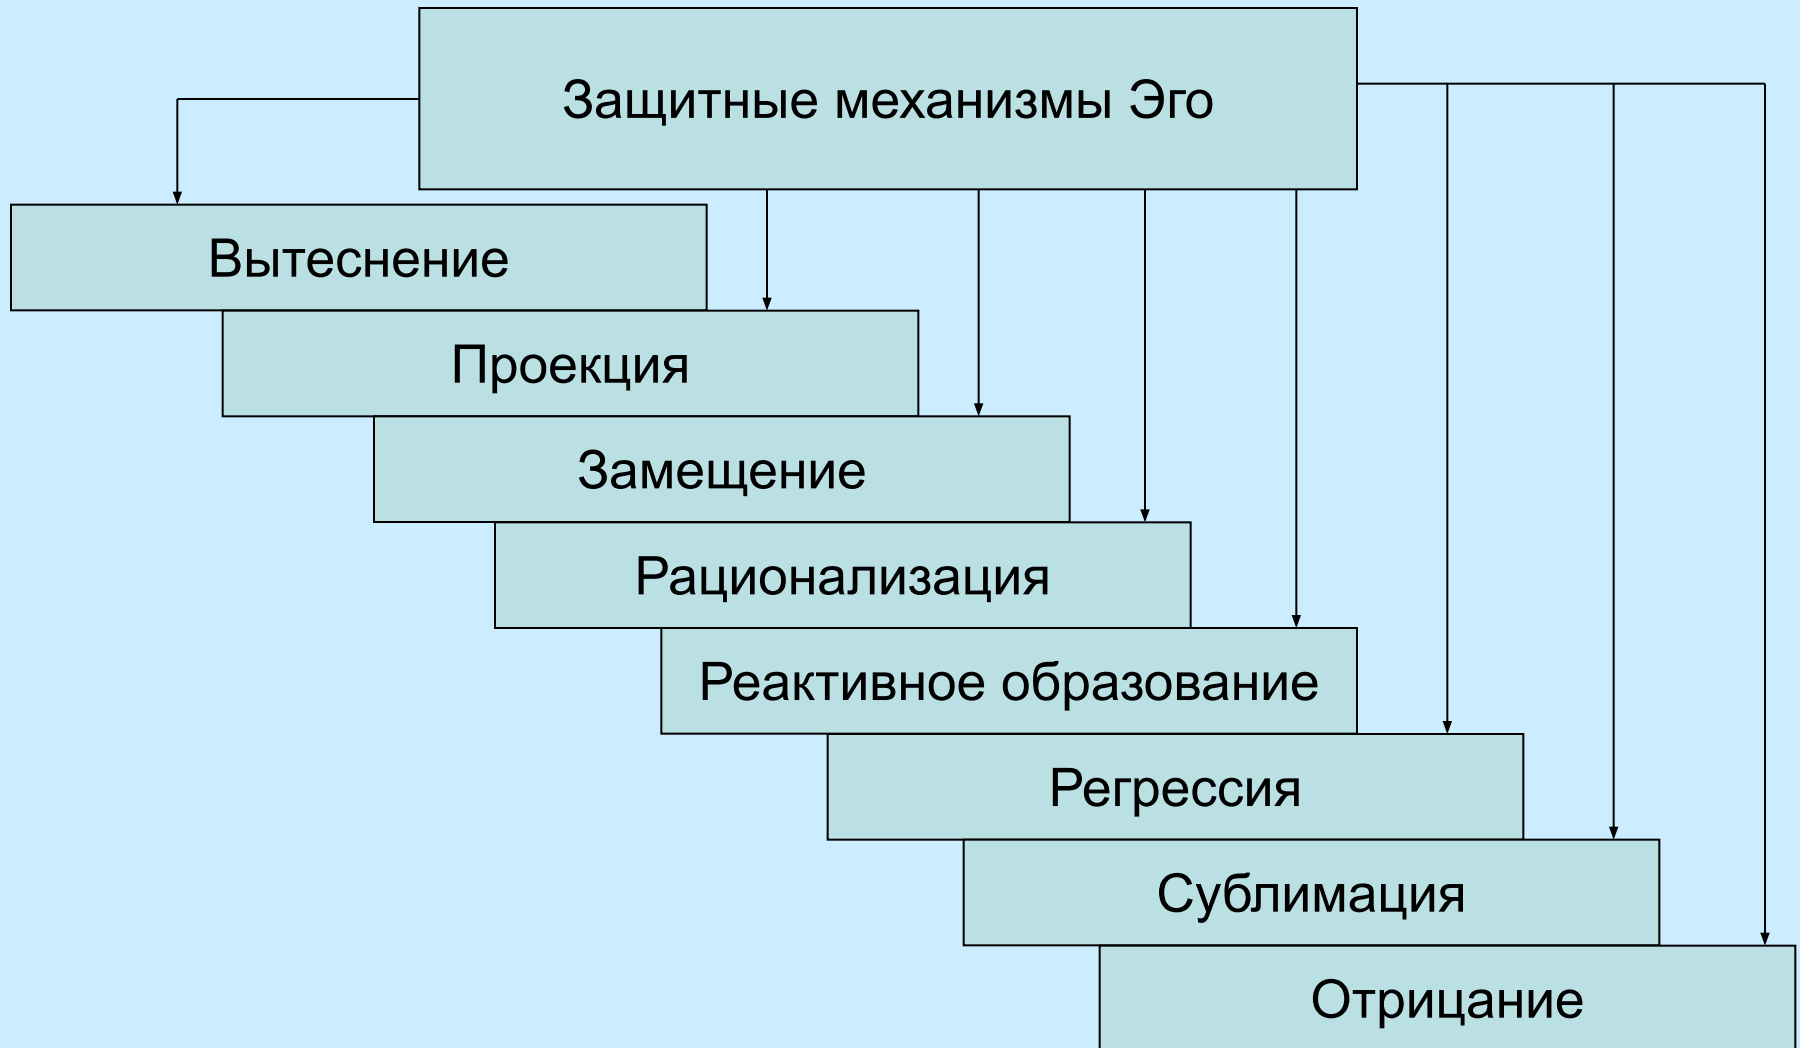 Защитные механизмы Эго
Вытеснение
Проекция
Замещение
Рационализация
Реактивное образование
Регрессия
Сублимация
Отрицание